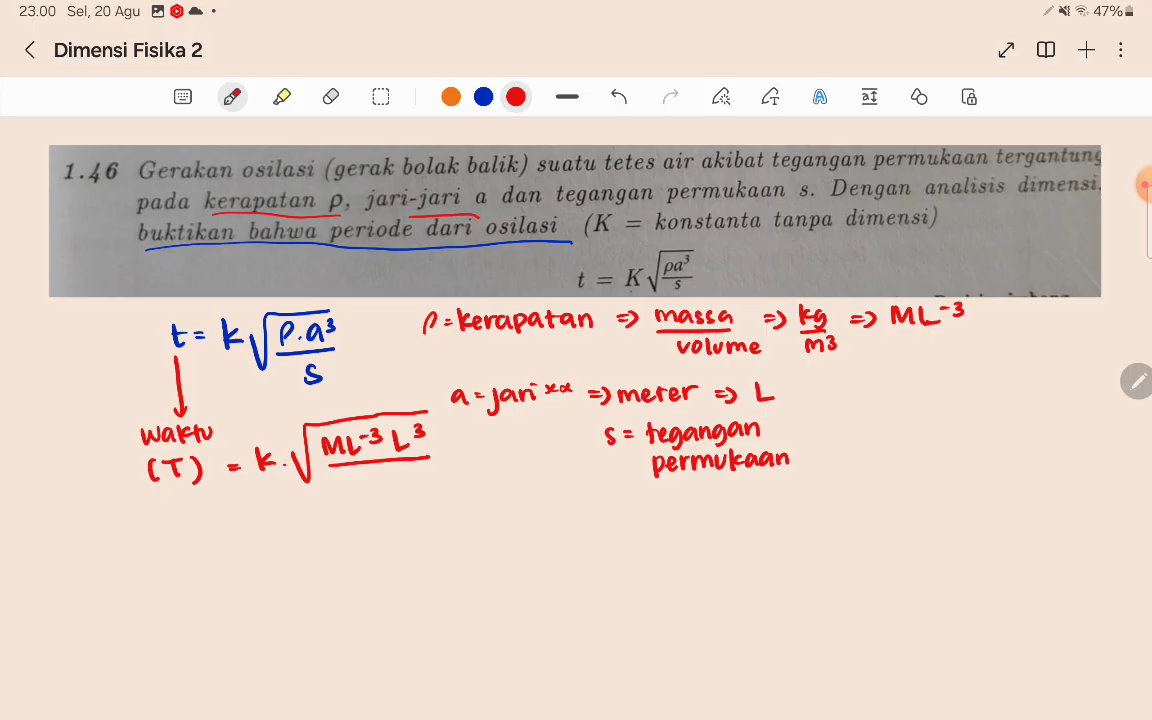 23.00 Sel, 20 Agu
47%
Dimensi Fisika 2
1.46 Gerakan osilasi (gerak bolak balik) suatu tetes air akibat tegangan permukaan tergantung
pada kerapatan ρ, jari-jari a dan tegangan permukaan s. Dengan analisis dimensi,
buktikan bahwa periode dari osilasi (K = konstanta tanpa dimensi)
t = K√(ρa³/s)
t = k√(ρ.a³/s)
ρ = kerapatan => massa/volume => kg/m³ => ML⁻³
a = jari ²² => meter => L
waktu
s = tegangan
permukaan
(T) = k.√(ML⁻³ L³